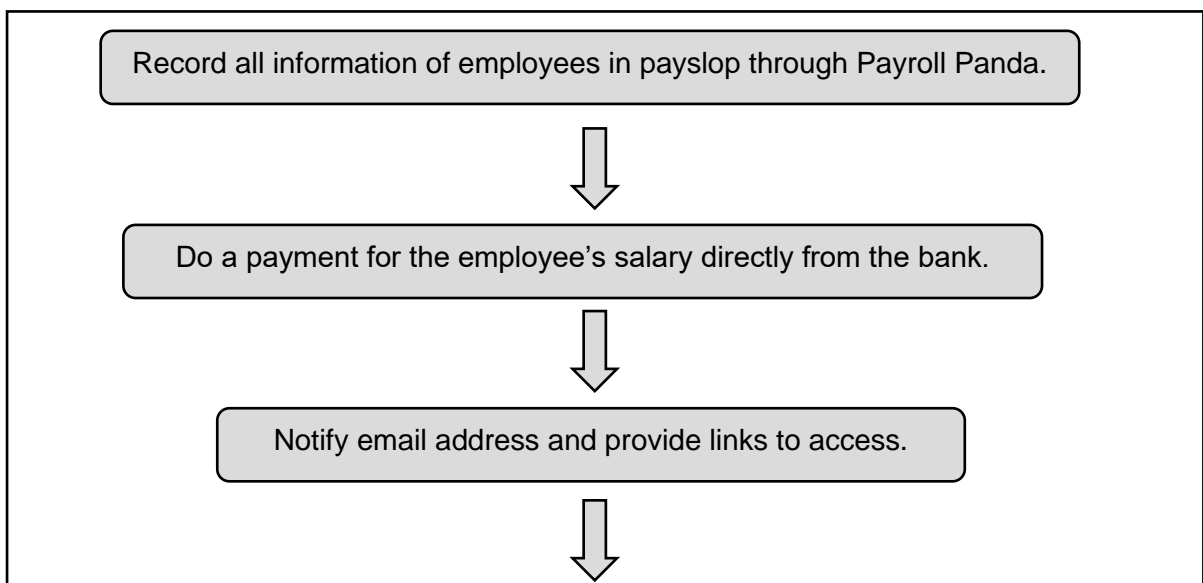 Record all information of employees in payslop through Payroll Panda.
Do a payment for the employee’s salary directly from the bank.
Notify email address and provide links to access.